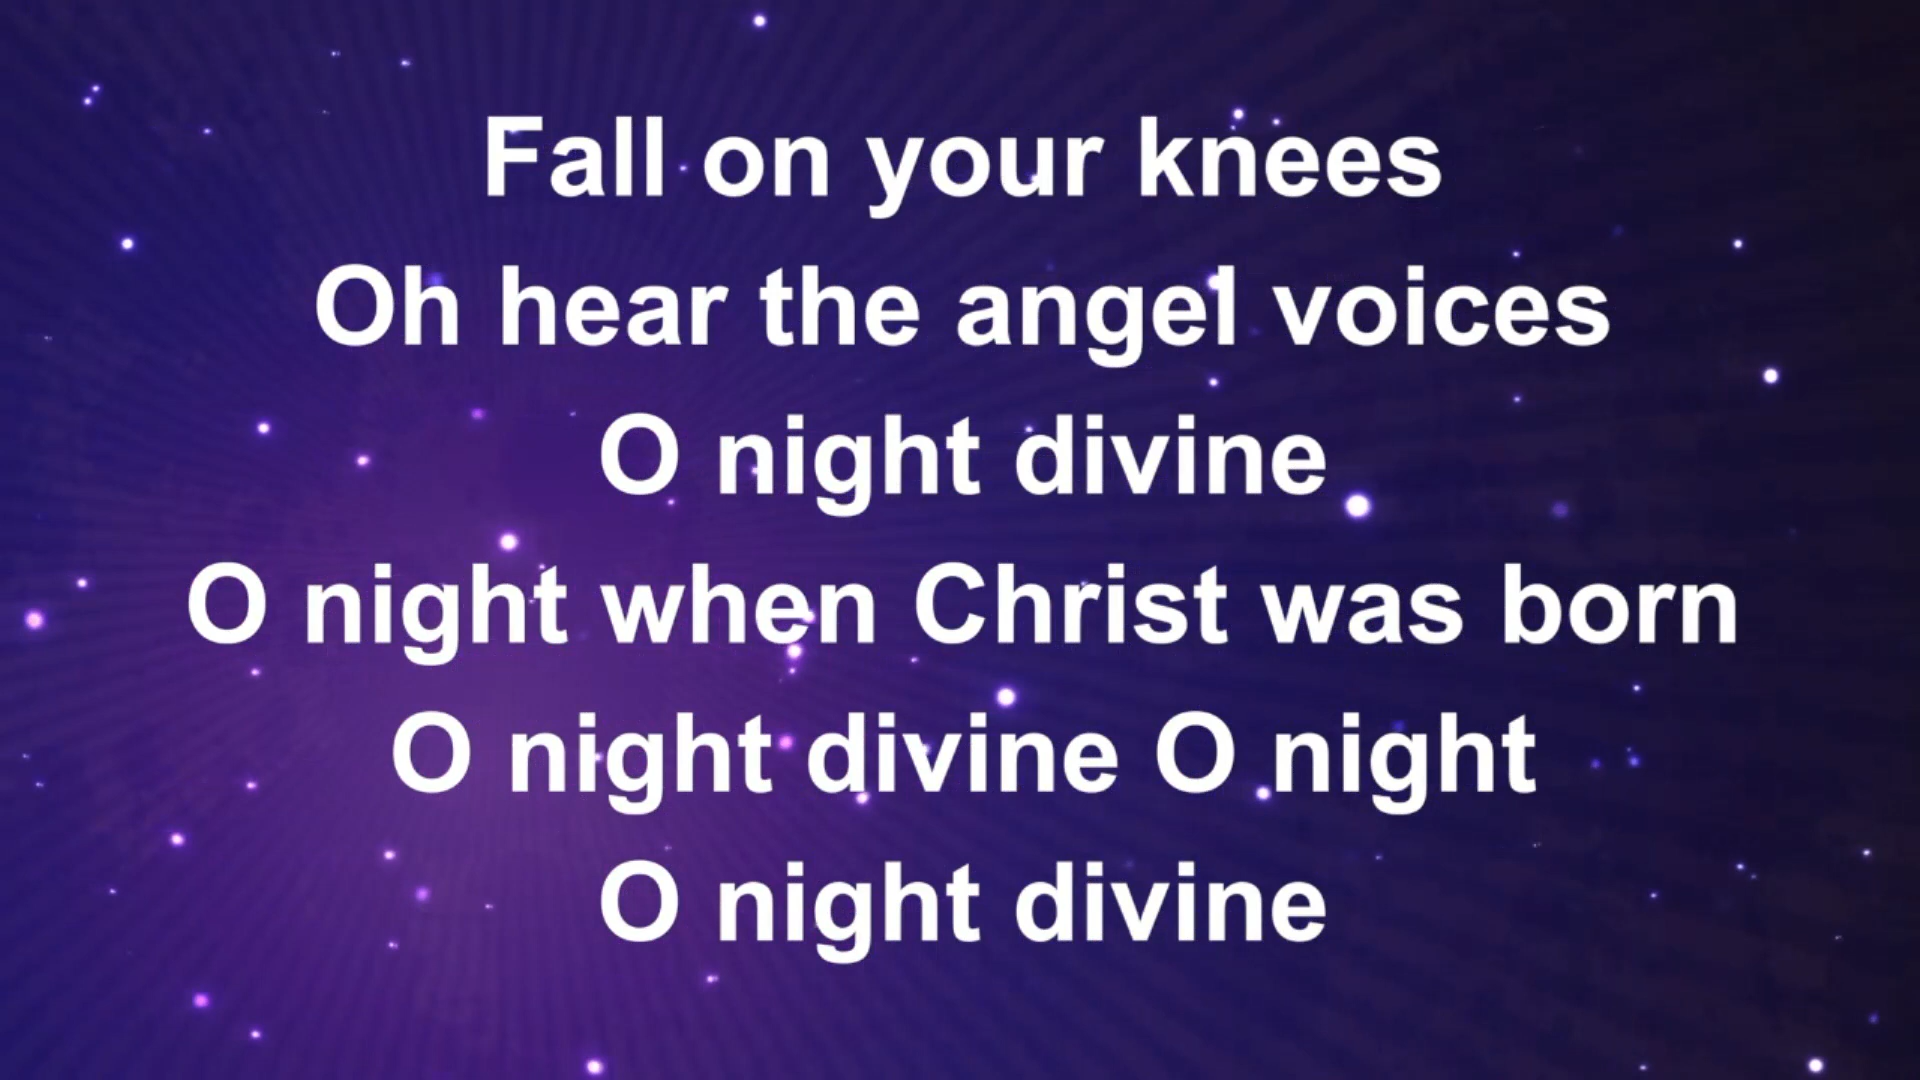 Fall on your knees
Oh hear the angel voices
O night divine
O night when Christ was born
O night divine O night
O night divine